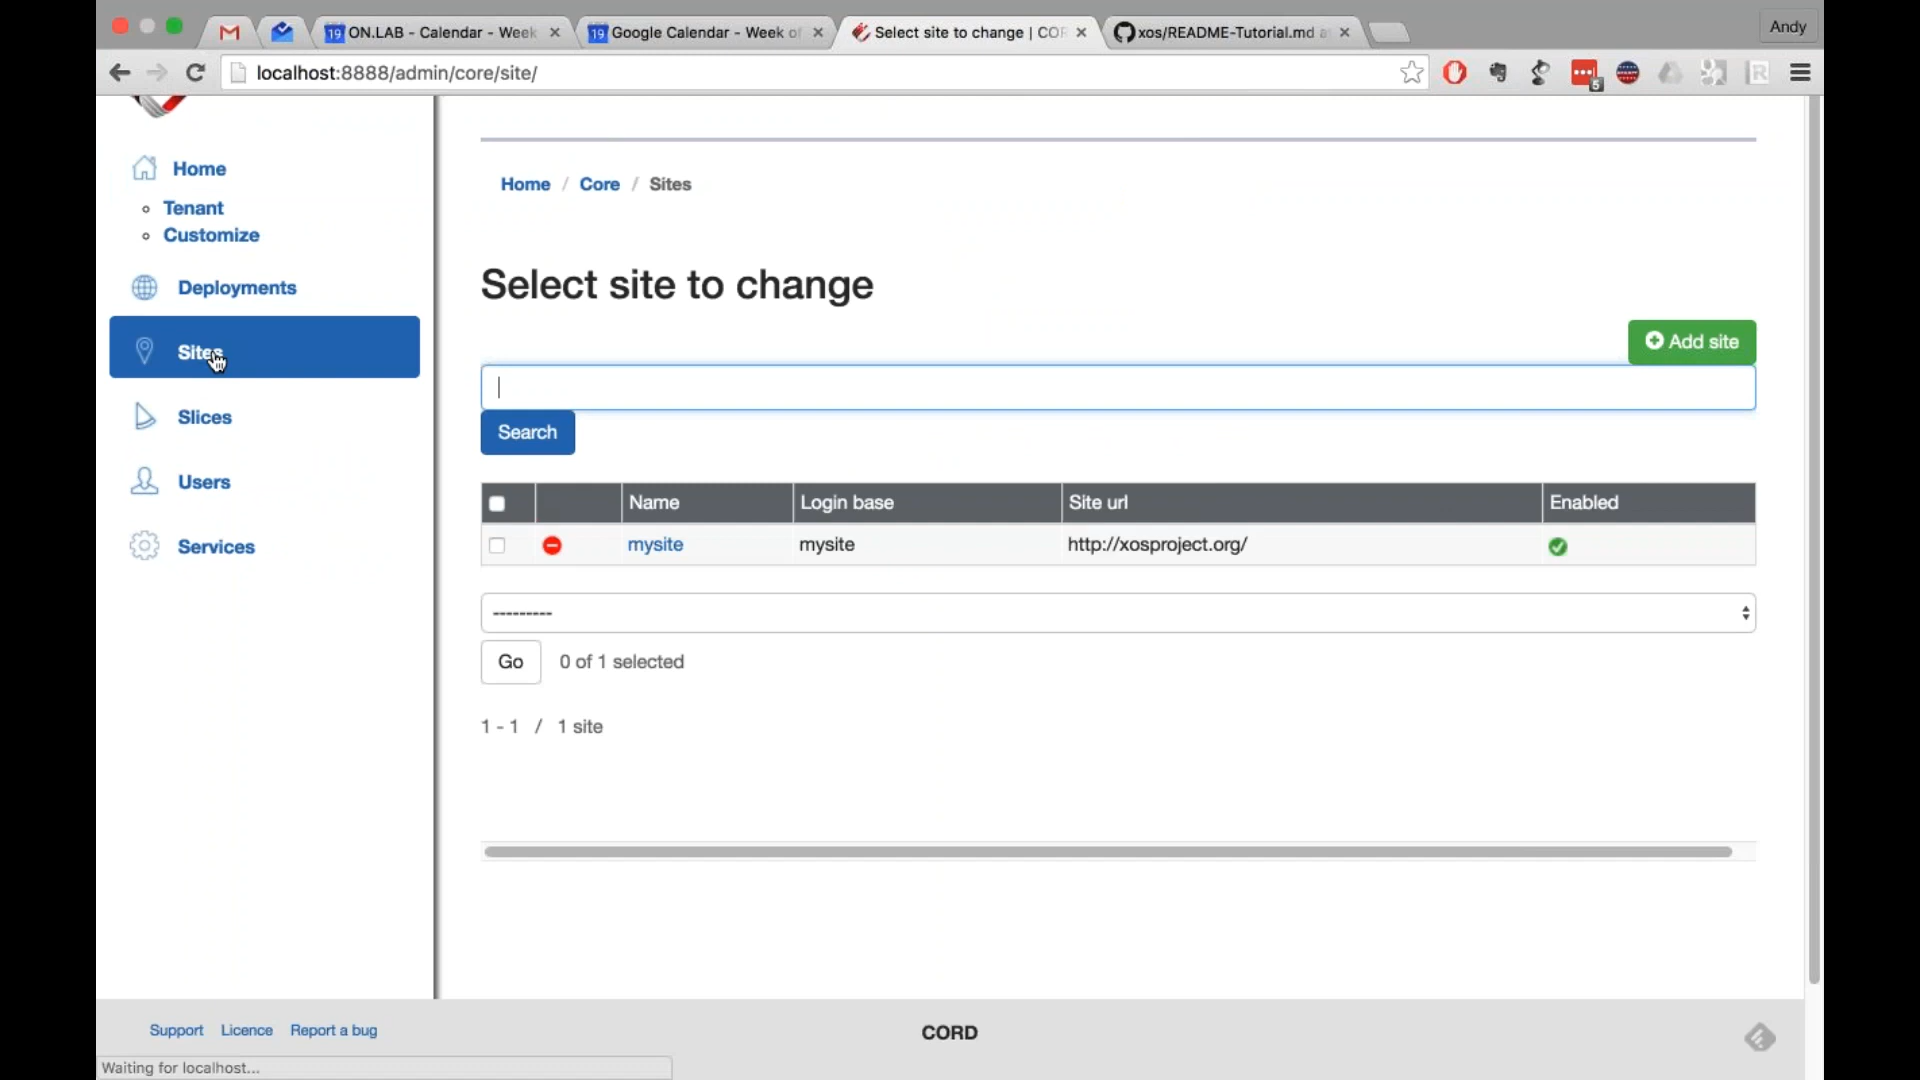 ON.LAB - Calendar - Week
Google Calendar - Week of
Select site to change | COR
xos/README-Tutorial.md a
Andy
localhost:8888/admin/core/site/
Home
Tenant
Customize
Deployments
Sites
Slices
Users
Services
Home / Core / Sites
Select site to change
Add site
Search
Name Login base Site url Enabled
mysite mysite http://xosproject.org/
---------
Go 0 of 1 selected
1 - 1 / 1 site
Support Licence Report a bug
CORD
Waiting for localhost...